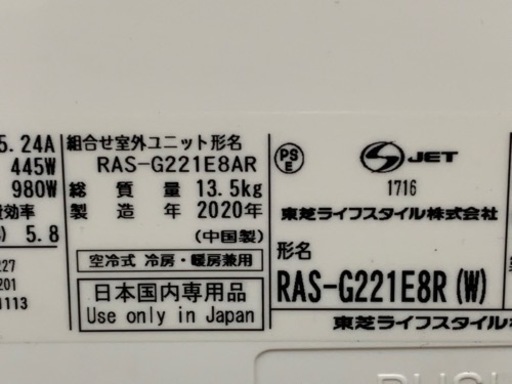 5.24A
445W
980W
効率
5.8
227
201
1113
組合せ室外ユニット形名
RAS-G221E8AR
総質量 13.5kg
製造年 2020年
(中国製)
空冷式 冷房・暖房兼用
日本国内専用品
Use only in Japan
PS
E
JET
1716
東芝ライフスタイル株式会社
形名
RAS-G221E8R(W)
東芝ライフスタイル株